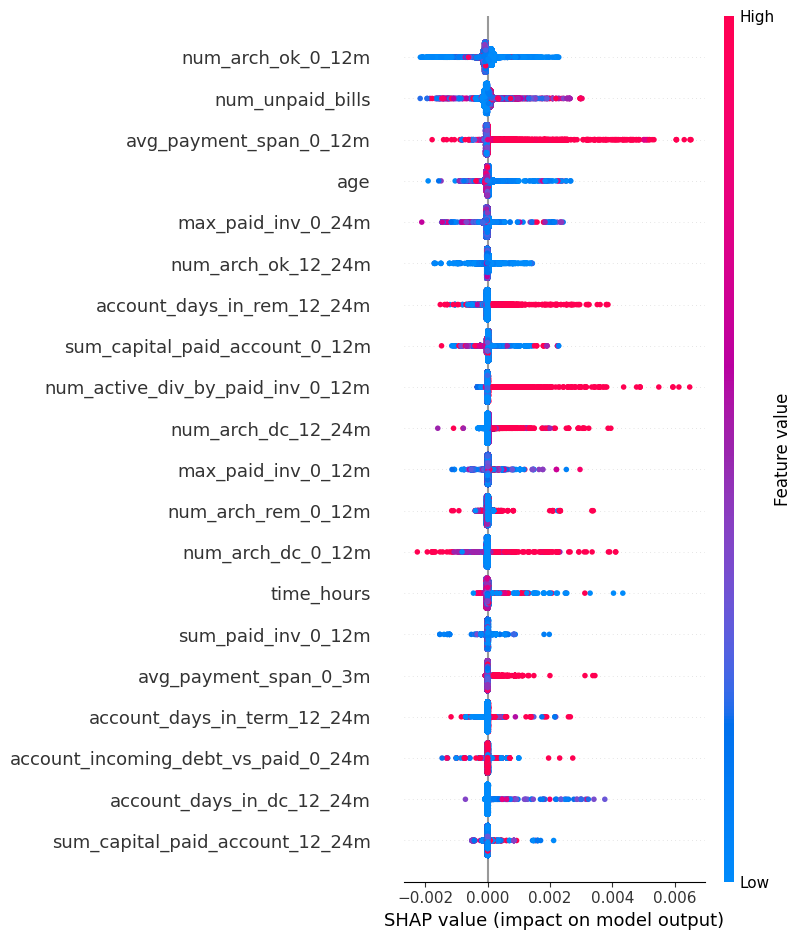 High
num_arch_ok_0_12m
num_unpaid_bills
avg_payment_span_0_12m
age
max_paid_inv_0_24m
num_arch_ok_12_24m
account_days_in_rem_12_24m
sum_capital_paid_account_0_12m
num_active_div_by_paid_inv_0_12m
num_arch_dc_12_24m
max_paid_inv_0_12m
num_arch_rem_0_12m
num_arch_dc_0_12m
time_hours
sum_paid_inv_0_12m
avg_payment_span_0_3m
account_days_in_term_12_24m
account_incoming_debt_vs_paid_0_24m
account_days_in_dc_12_24m
sum_capital_paid_account_12_24m
Feature value
Low
−0.002 0.000 0.002 0.004 0.006
SHAP value (impact on model output)